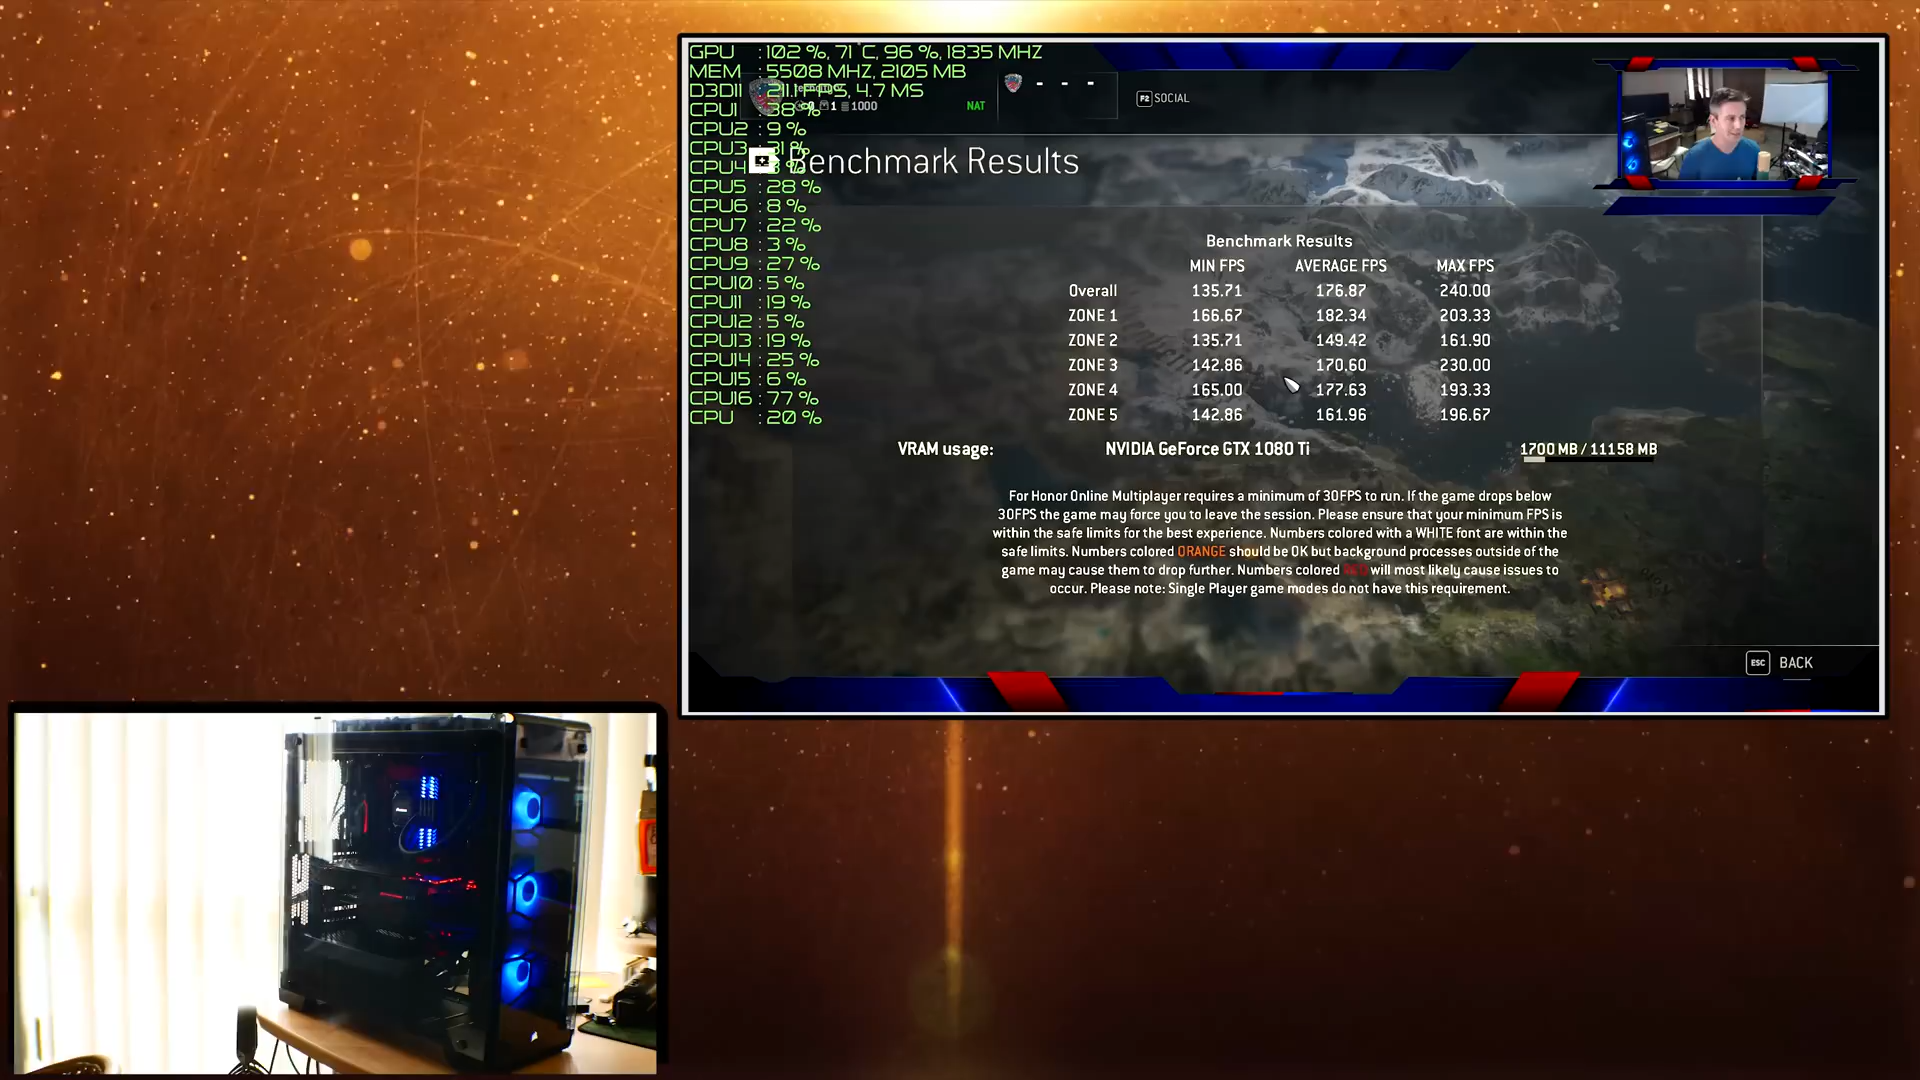 GPU : 102 %, 71 C, 96 %, 1835 MHZ
MEM : 5508 MHZ, 2105 MB
D3D11 : 211.1 FPS, 4.7 MS
1 1000 NAT
- - -
F2 SOCIAL
CPU1 : 38 %
CPU2 : 9 %
CPU3 : 31 %
CPU4 %
CPU5 : 28 %
CPU6 : 8 %
CPU7 : 22 %
CPU8 : 3 %
CPU9 : 27 %
CPU10 : 5 %
CPU11 : 19 %
CPU12 : 5 %
CPU13 : 19 %
CPU14 : 25 %
CPU15 : 6 %
CPU16 : 77 %
CPU : 20 %
Benchmark Results
Benchmark Results
MIN FPS AVERAGE FPS MAX FPS
Overall 135.71 176.87 240.00
ZONE 1 166.67 182.34 203.33
ZONE 2 135.71 149.42 161.90
ZONE 3 142.86 170.60 230.00
ZONE 4 165.00 177.63 193.33
ZONE 5 142.86 161.96 196.67
VRAM usage: NVIDIA GeForce GTX 1080 Ti 1700 MB / 11158 MB
For Honor Online Multiplayer requires a minimum of 30FPS to run. If the game drops below
30FPS the game may force you to leave the session. Please ensure that your minimum FPS is
within the safe limits for the best experience. Numbers colored with a WHITE font are within the
safe limits. Numbers colored ORANGE should be OK but background processes outside of the
game may cause them to drop further. Numbers colored RED will most likely cause issues to
occur. Please note: Single Player game modes do not have this requirement.
ESC BACK